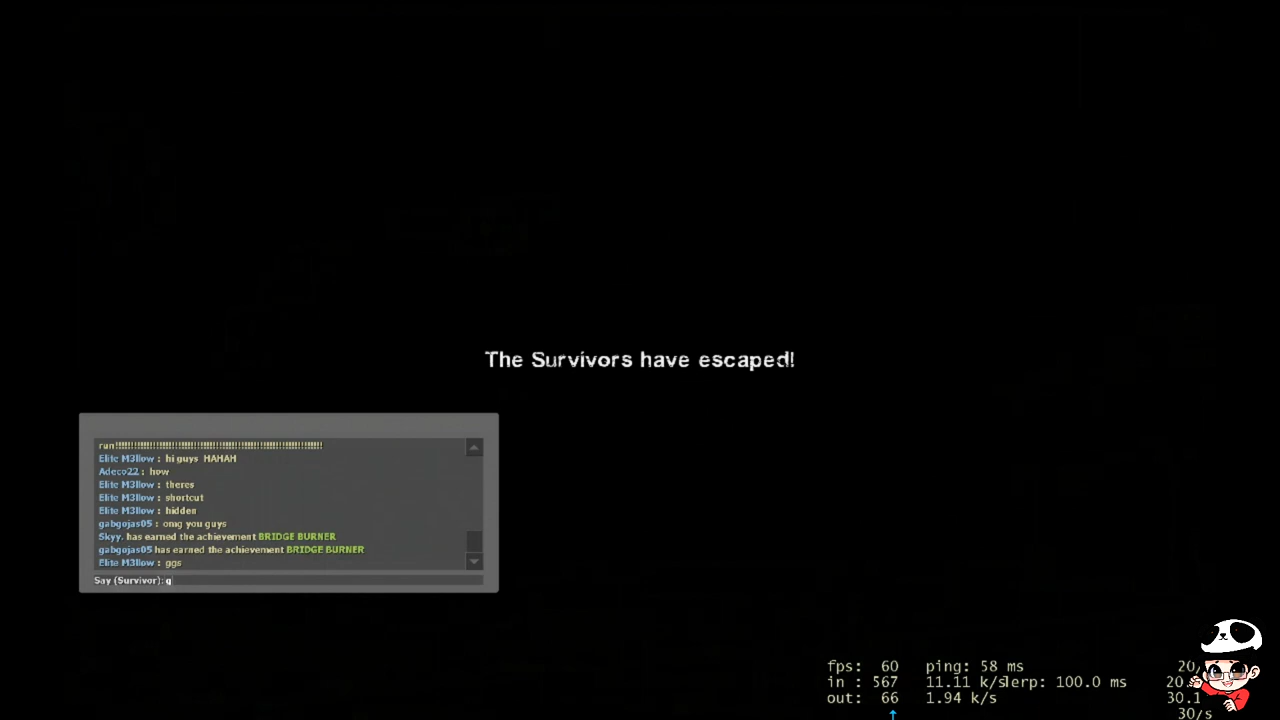 The Survivors have escaped!
run!!!!!!!!!!!!!!!!!!!!!!!!!!!!!!!!!!!!!!!!!!!!!!!!!!!!!!!!!!!!!!!!!!!!!
Elite M3llow : hi guys HAHAH
Adeco22 : how
Elite M3llow : theres
Elite M3llow : shortcut
Elite M3llow : hidden
gabgojas05 : omg you guys
Skyy. has earned the achievement BRIDGE BURNER
gabgojas05 has earned the achievement BRIDGE BURNER
Elite M3llow : ggs
Say (Survivor): g
fps: 60 ping: 58 ms
in : 567 11.11 k/s lerp: 100.0 ms
out: 66 1.94 k/s 30.1
30/s